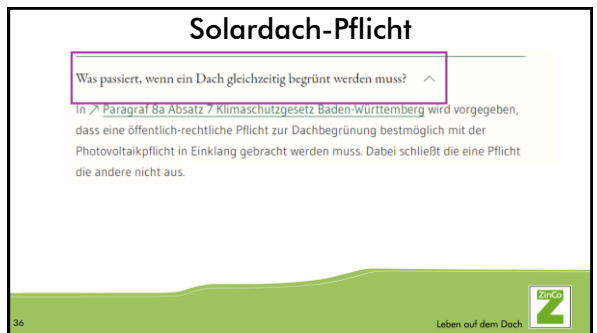 Solardach-Pflicht
Was passiert, wenn ein Dach gleichzeitig begrünt werden muss?
In ↗ Paragraf 8a Absatz 7 Klimaschutzgesetz Baden-Württemberg wird vorgegeben,
dass eine öffentlich-rechtliche Pflicht zur Dachbegrünung bestmöglich mit der
Photovoltaikpflicht in Einklang gebracht werden muss. Dabei schließt die eine Pflicht
die andere nicht aus.
ZinCo
36
Leben auf dem Dach